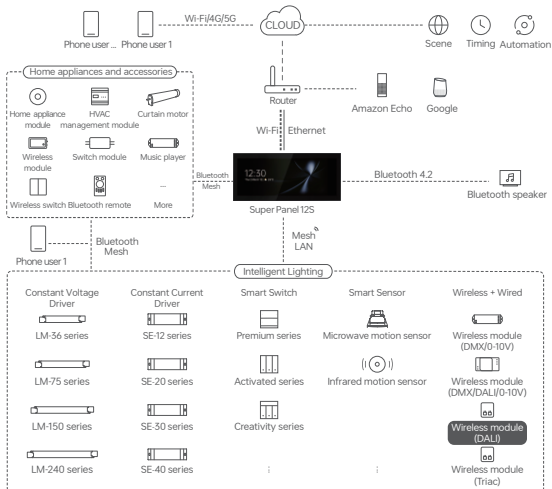 Wi-Fi/4G/5G
CLOUD
Phone user ... Phone user 1
Scene Timing Automation
Home appliances and accessories
Home appliance module
HVAC management module
Curtain motor
Wireless module
Switch module
Music player
Wireless switch
Bluetooth remote
...
More
Router
Amazon Echo
Google
Wi-Fi
Ethernet
Bluetooth Mesh
12:30
Super Panel 12S
Bluetooth 4.2
Bluetooth speaker
Phone user 1
Bluetooth Mesh
Mesh
LAN
Intelligent Lighting
Constant Voltage Driver
LM-36 series
LM-75 series
LM-150 series
LM-240 series
Constant Current Driver
SE-12 series
SE-20 series
SE-30 series
SE-40 series
Smart Switch
Premium series
Activated series
Creativity series
Smart Sensor
Microwave motion sensor
Infrared motion sensor
Wireless + Wired
Wireless module
(DMX/0-10V)
Wireless module
(DMX/DALI/0-10V)
Wireless module
(DALI)
Wireless module
(Triac)